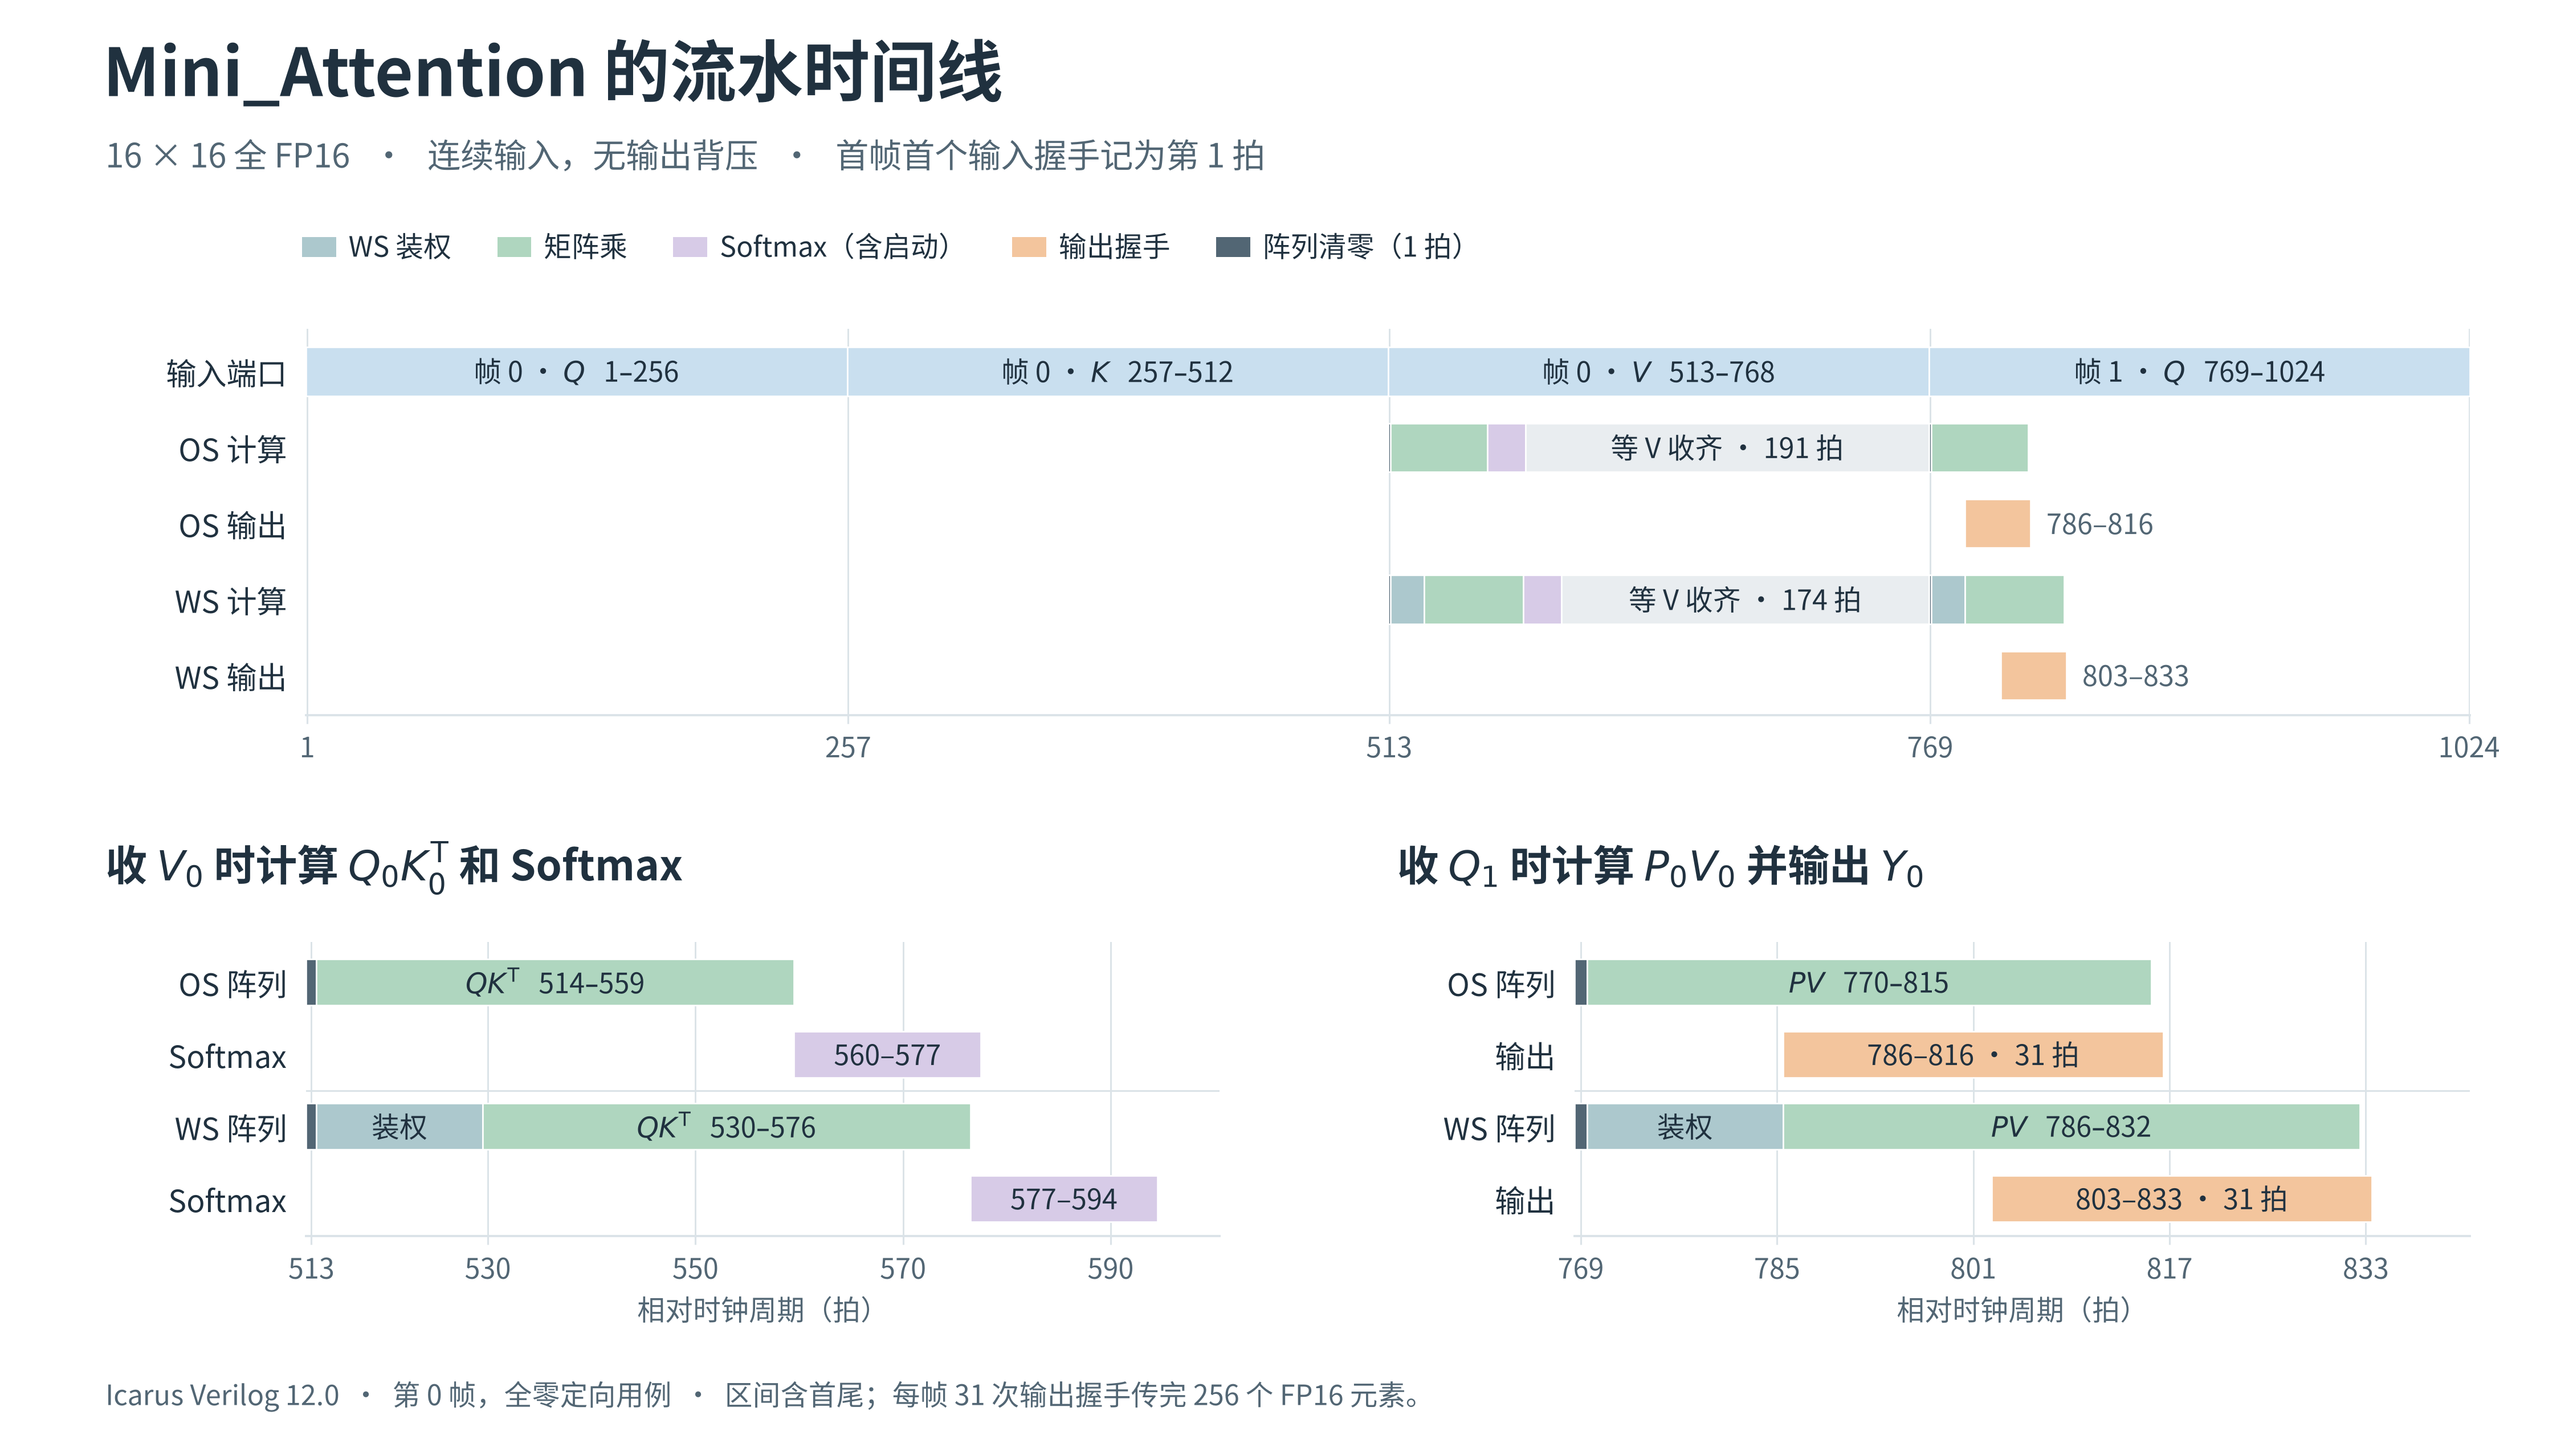 Mini_Attention 的流水时间线
16 × 16 全 FP16 • 连续输入，无输出背压 • 首帧首个输入握手记为第 1 拍
WS 装权 矩阵乘 Softmax（含启动） 输出握手 阵列清零（1 拍）
输入端口 帧 0 • Q 1–256 帧 0 • K 257–512 帧 0 • V 513–768 帧 1 • Q 769–1024
OS 计算 等 V 收齐 • 191 拍
OS 输出 786–816
WS 计算 等 V 收齐 • 174 拍
WS 输出 803–833
1 257 513 769 1024
收 V₀ 时计算 Q₀K₀ᵀ 和 Softmax
OS 阵列 QKᵀ 514–559
Softmax 560–577
WS 阵列 装权 QKᵀ 530–576
Softmax 577–594
513 530 550 570 590
相对时钟周期（拍）
收 Q₁ 时计算 P₀V₀ 并输出 Y₀
OS 阵列 PV 770–815
输出 786–816 • 31 拍
WS 阵列 装权 PV 786–832
输出 803–833 • 31 拍
769 785 801 817 833
相对时钟周期（拍）
Icarus Verilog 12.0 • 第 0 帧，全零定向用例 • 区间含首尾；每帧 31 次输出握手传完 256 个 FP16 元素。